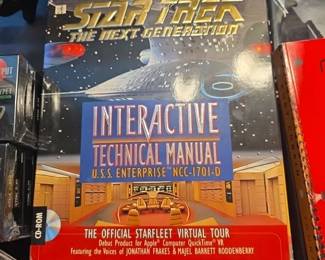 STAR TREK
THE NEXT GENERATION
INTERACTIVE
TECHNICAL MANUAL
U.S.S. ENTERPRISE NCC-1701-D
THE OFFICIAL STARFLEET VIRTUAL TOUR
Debut Product for Apple® Computer QuickTime® VR
Featuring the Voices of JONATHAN FRAKES & MAJEL BARRETT RODDENBERRY
CD-ROM
PUT